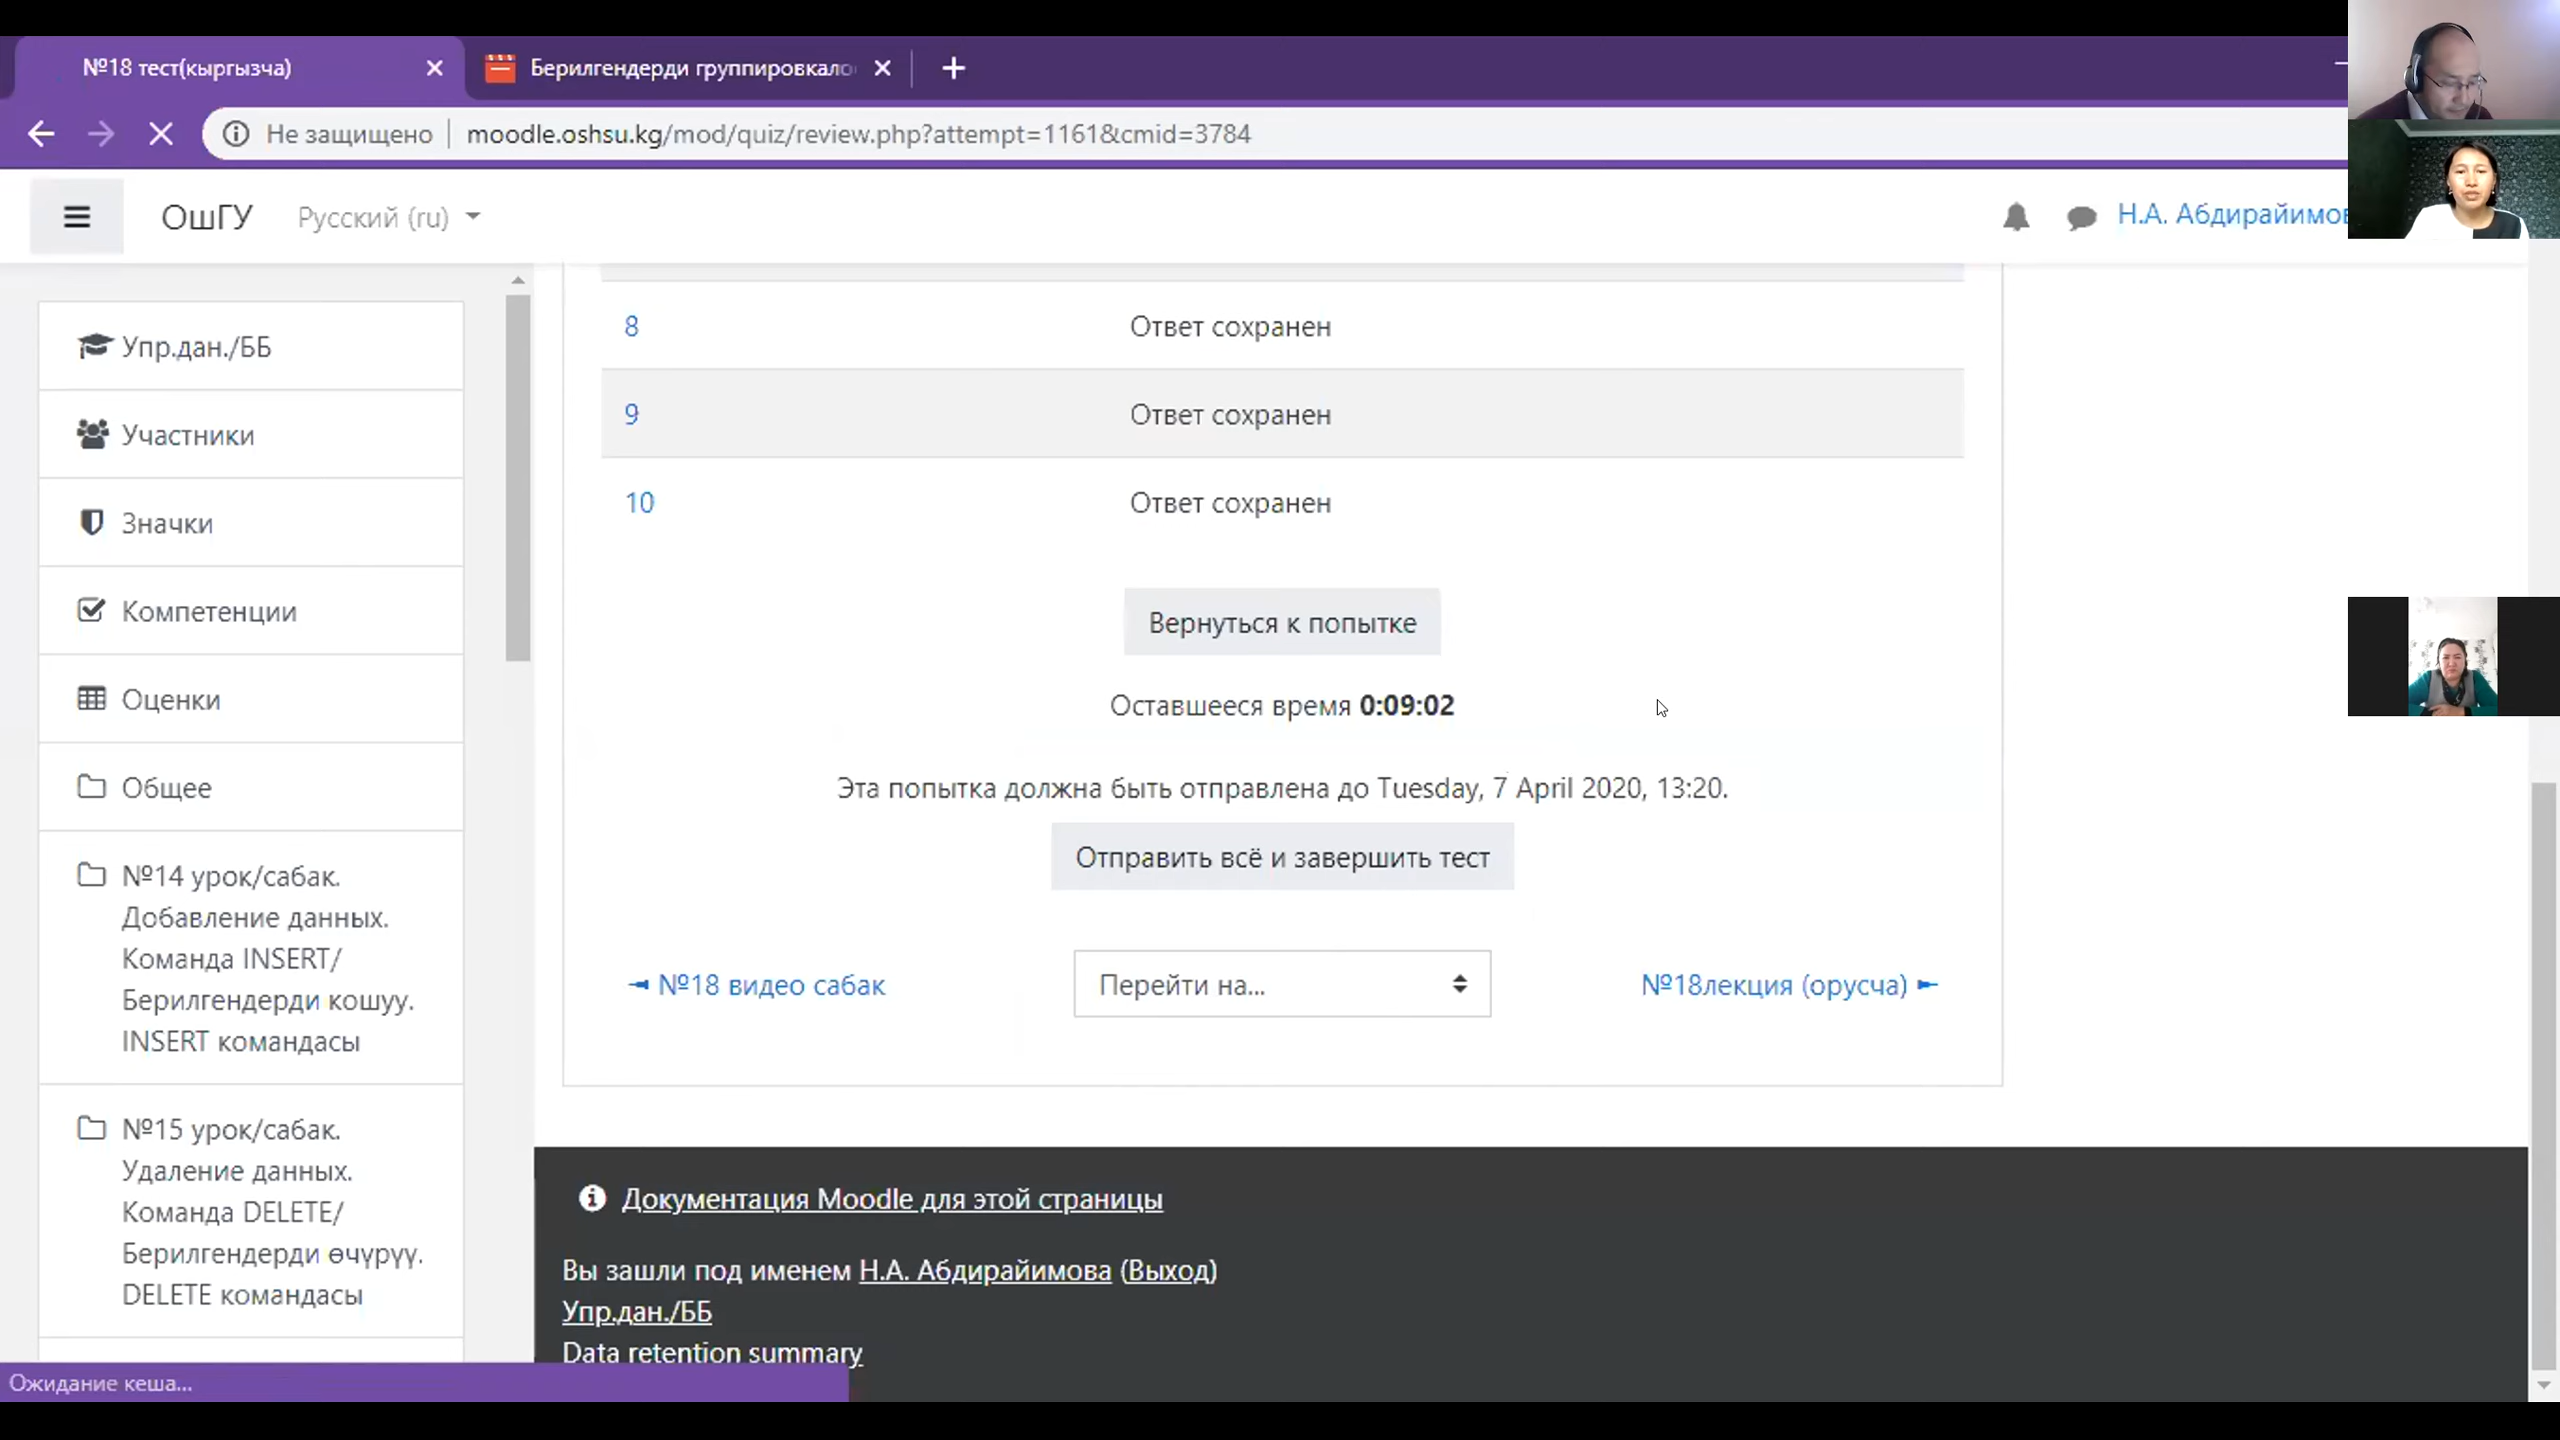 №18 тест(кыргызча)
Берилгендерди группировкало
Не защищено
moodle.oshsu.kg/mod/quiz/review.php?attempt=1161&cmid=3784
ОшГУ
Русский (ru)
Н.А. Абдирайимов
Упр.дан./ББ
Участники
Значки
Компетенции
Оценки
Общее
№14 урок/сабак.
Добавление данных.
Команда INSERT/
Берилгендерди кошуу.
INSERT командасы
№15 урок/сабак.
Удаление данных.
Команда DELETE/
Берилгендерди өчүрүү.
DELETE командасы
8 Ответ сохранен
9 Ответ сохранен
10 Ответ сохранен
Вернуться к попытке
Оставшееся время 0:09:02
Эта попытка должна быть отправлена до Tuesday, 7 April 2020, 13:20.
Отправить всё и завершить тест
№18 видео сабак
Перейти на...
№18лекция (орусча)
Документация Moodle для этой страницы
Вы зашли под именем Н.А. Абдирайимова (Выход)
Упр.дан./ББ
Data retention summary
Ожидание кеша...